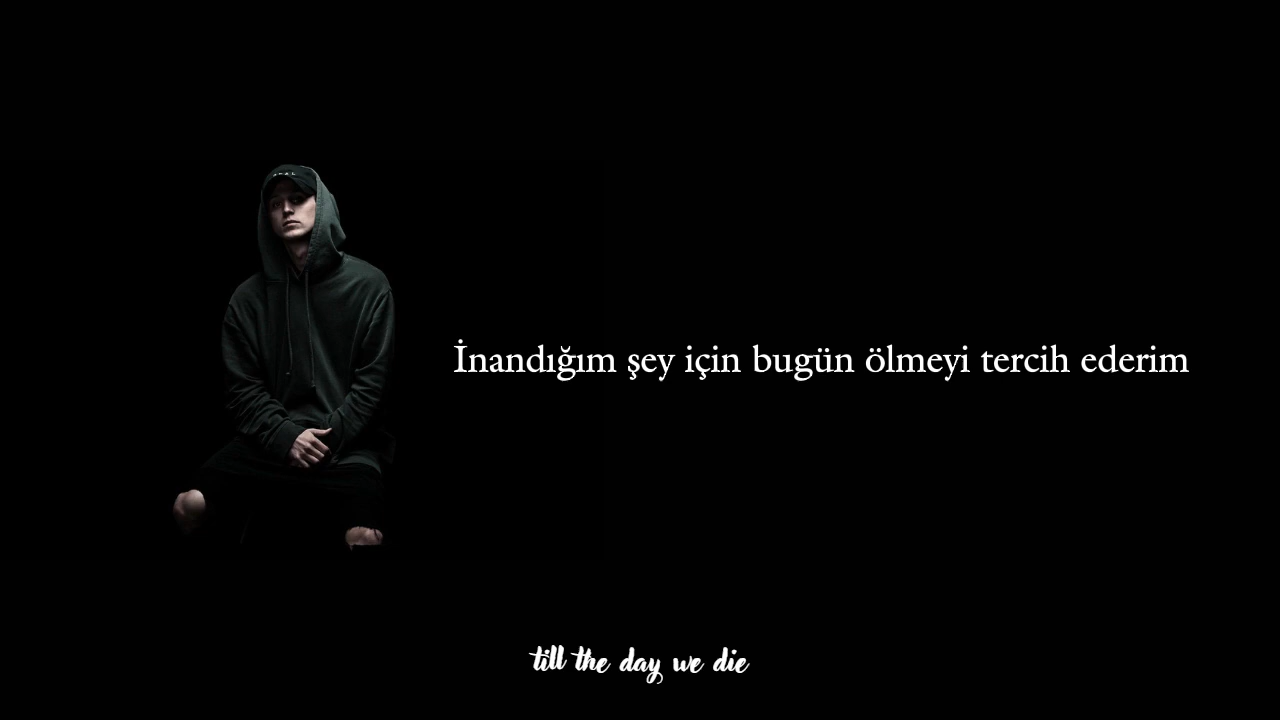 İnandığım şey için bugün ölmeyi tercih ederim
till the day we die